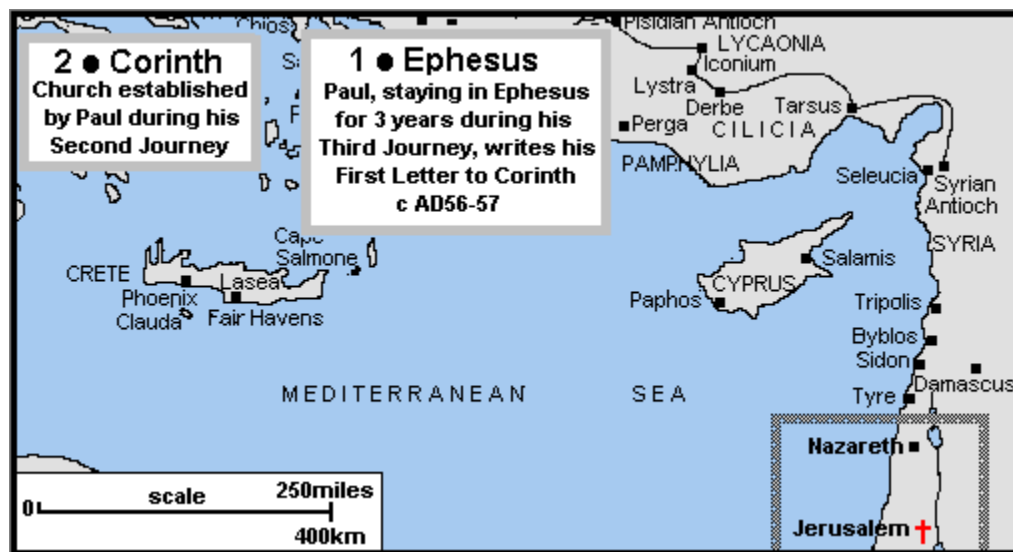 Chios
Pisidian Antioch
2 ● Corinth
Church established
by Paul during his
Second Journey
1 ● Ephesus
Paul, staying in Ephesus
for 3 years during his
Third Journey, writes his
First Letter to Corinth
c AD56-57
LYCAONIA
Iconium
Lystra
Derbe
Tarsus
Perga
CILICIA
PAMPHYLIA
Seleucia
Syrian
Antioch
SYRIA
Cape
Salmone
CRETE
Lasea
Phoenix
Clauda
Fair Havens
Salamis
CYPRUS
Paphos
Tripolis
Byblos
Sidon
Damascus
Tyre
MEDITERRANEAN SEA
Nazareth
Jerusalem
scale
250miles
0
400km